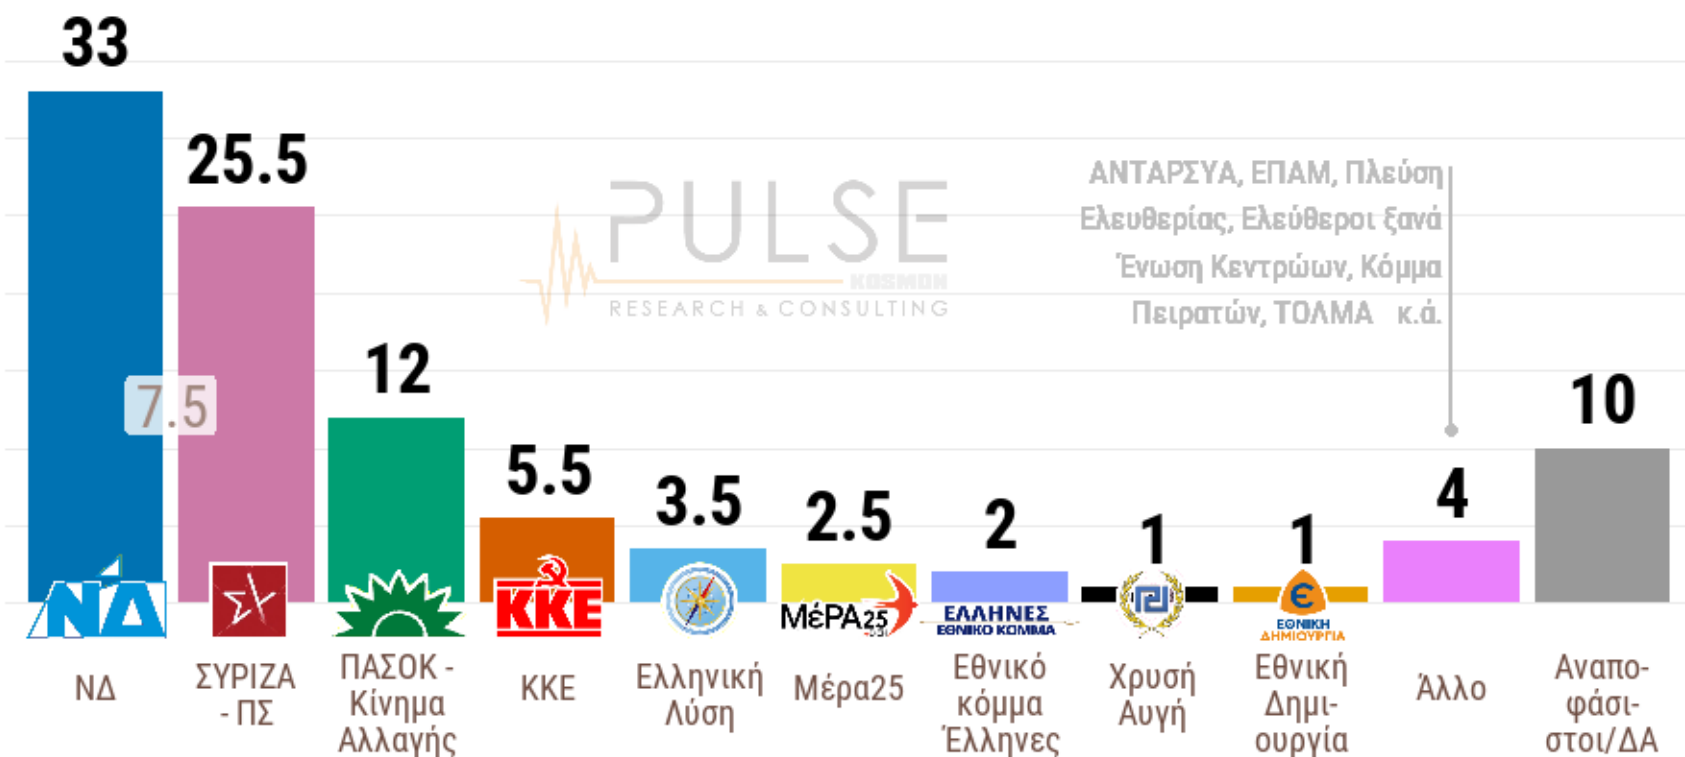 33
25.5
12
5.5
3.5
2.5
2
1
1
4
10
7.5
PULSE
KOSMON
RESEARCH & CONSULTING
ΑΝΤΑΡΣΥΑ, ΕΠΑΜ, Πλεύση
Ελευθερίας, Ελεύθεροι ξανά
Ένωση Κεντρώων, Κόμμα
Πειρατών, ΤΟΛΜΑ κ.ά.
ΝΔ
ΚΚΕ
ΜέΡΑ25
ΕΛΛΗΝΕΣ
ΕΘΝΙΚΟ ΚΟΜΜΑ
ΕΘΝΙΚΗ
ΔΗΜΙΟΥΡΓΙΑ
ΝΔ
ΣΥΡΙΖΑ
- ΠΣ
ΠΑΣΟΚ -
Κίνημα
Αλλαγής
ΚΚΕ
Ελληνική
Λύση
Μέρα25
Εθνικό
κόμμα
Έλληνες
Χρυσή
Αυγή
Εθνική
Δημι-
ουργία
Άλλο
Αναπο-
φάσι-
στοι/ΔΑ